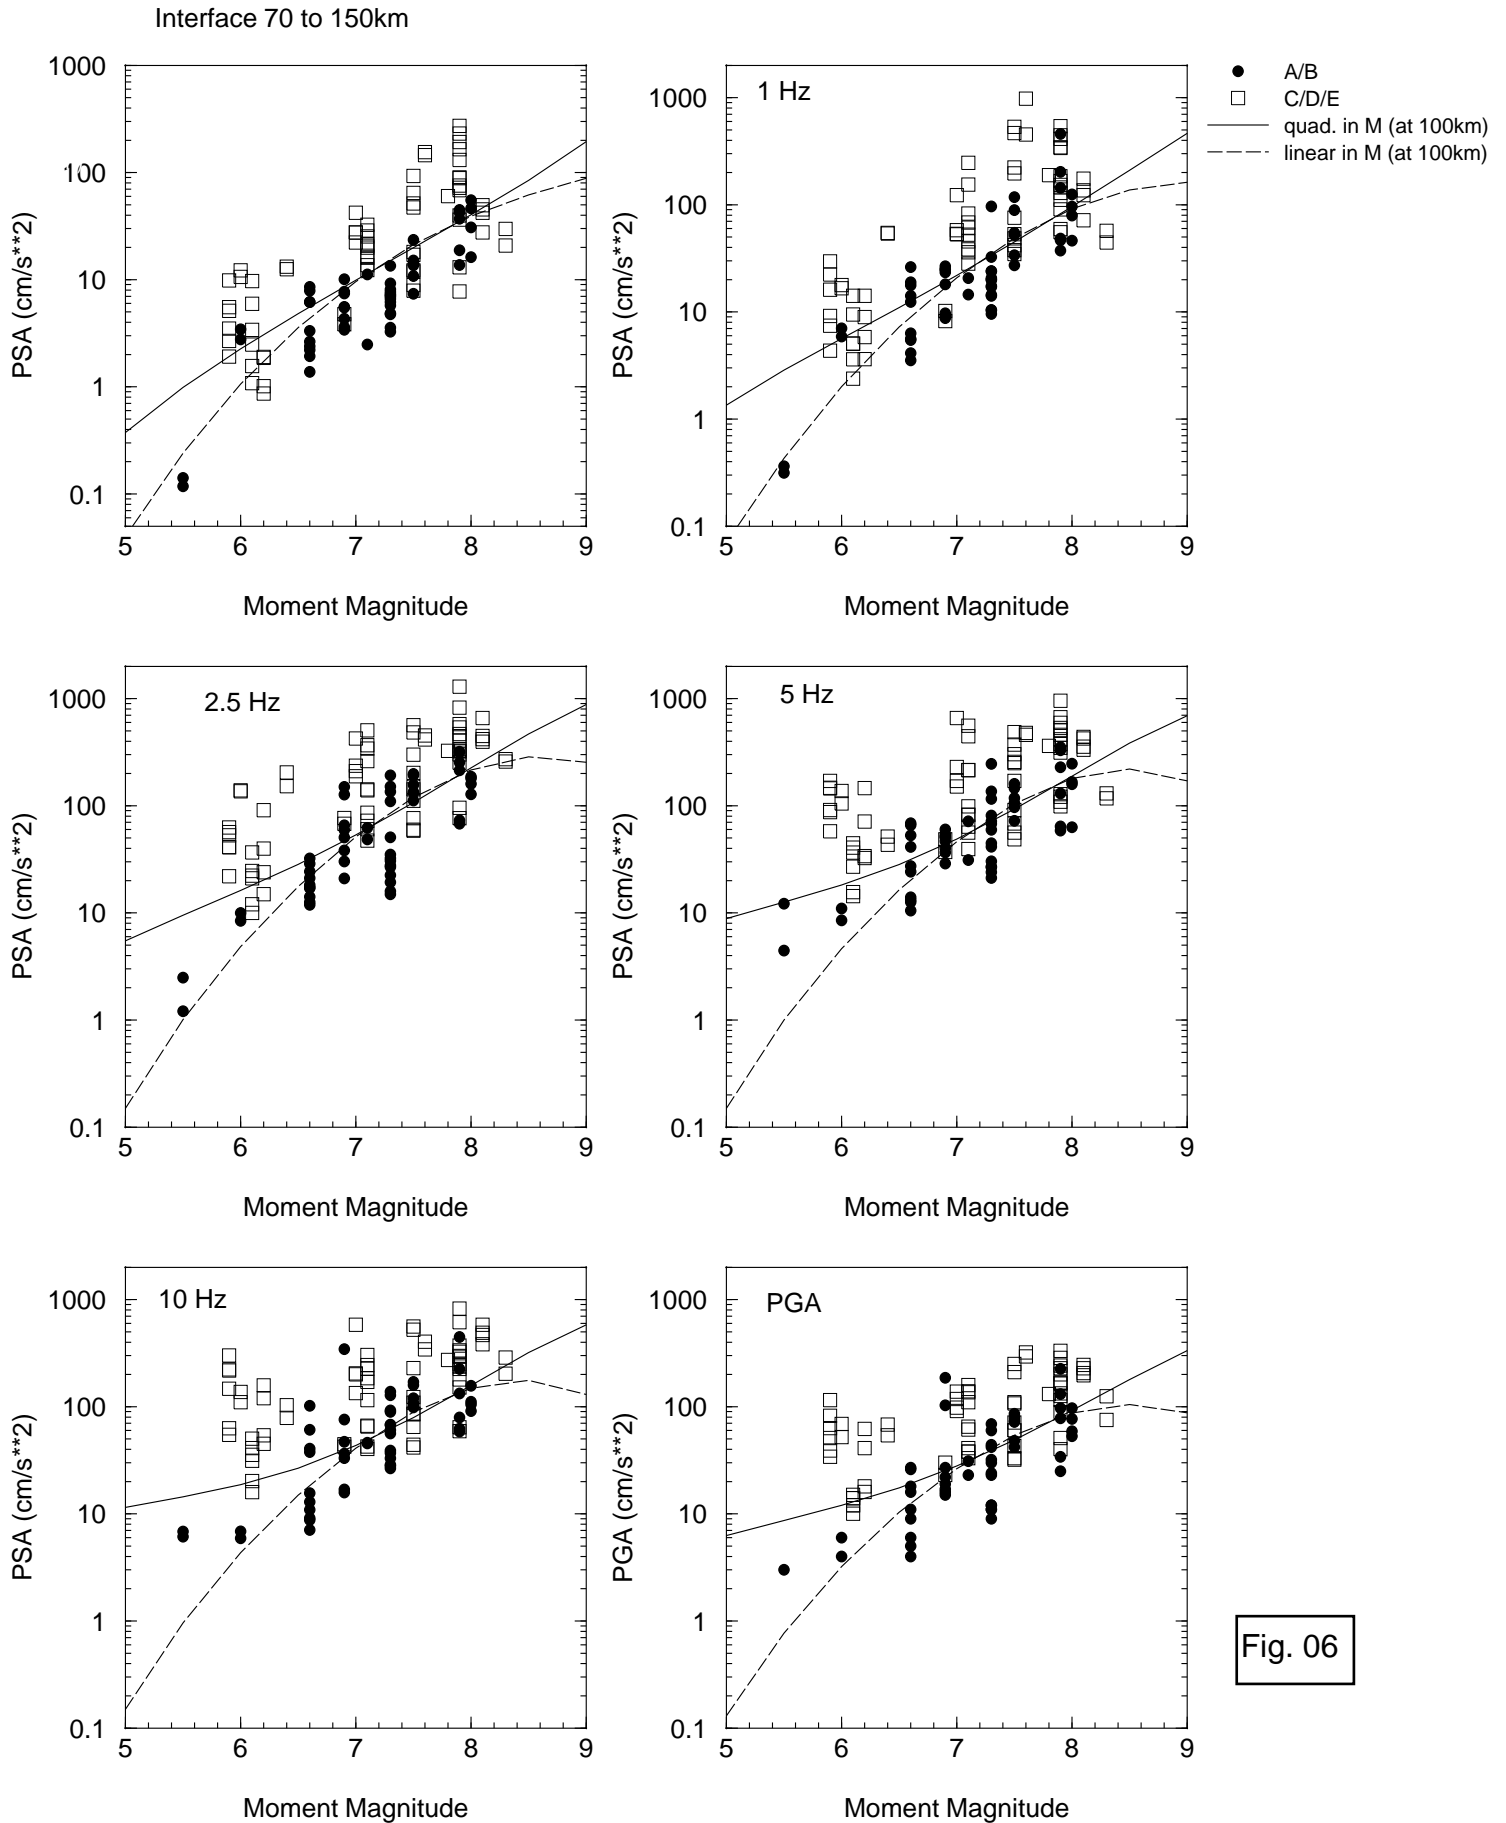 Interface 70 to 150km
1000
100
10
1
0.1
5 6 7 8 9
PSA (cm/s**2)
Moment Magnitude
1 Hz
1000
100
10
1
0.1
5 6 7 8 9
PSA (cm/s**2)
Moment Magnitude
A/B
C/D/E
quad. in M (at 100km)
linear in M (at 100km)
2.5 Hz
1000
100
10
1
0.1
5 6 7 8 9
PSA (cm/s**2)
Moment Magnitude
5 Hz
1000
100
10
1
0.1
5 6 7 8 9
PSA (cm/s**2)
Moment Magnitude
10 Hz
1000
100
10
1
0.1
5 6 7 8 9
PSA (cm/s**2)
Moment Magnitude
PGA
1000
100
10
1
0.1
5 6 7 8 9
PGA (cm/s**2)
Moment Magnitude
Fig. 06